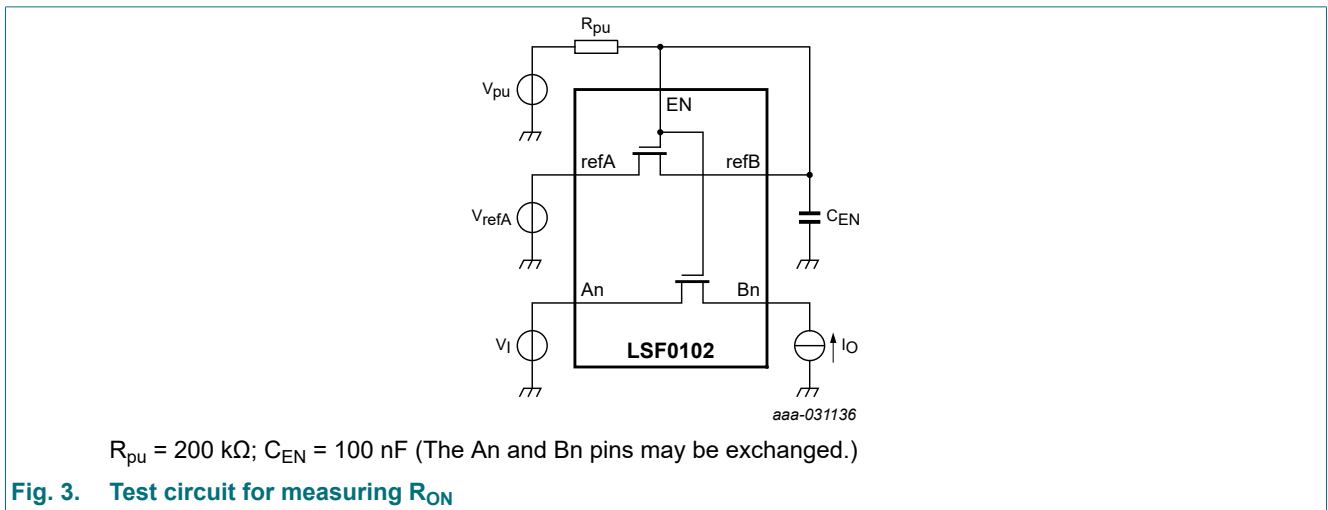 Rpu
Vpu
EN
refA
refB
VrefA
CEN
An
Bn
VI
LSF0102
IO
aaa-031136
Rpu = 200 kΩ; CEN = 100 nF (The An and Bn pins may be exchanged.)
Fig. 3. Test circuit for measuring RON